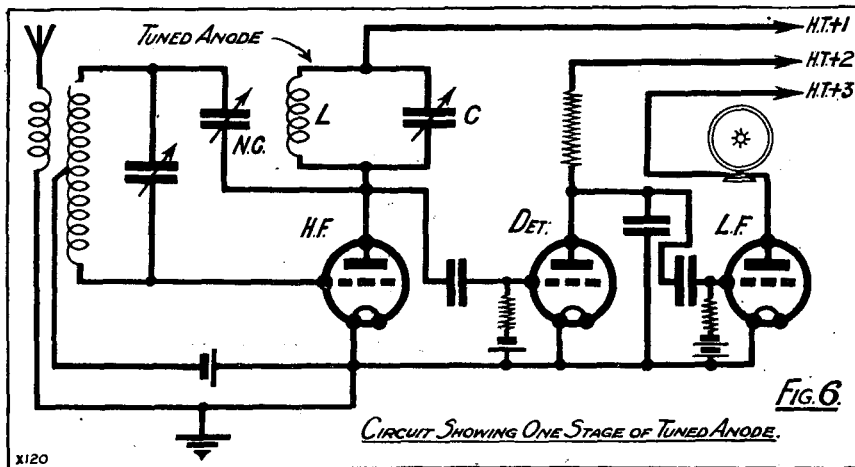 TUNED ANODE
H.T.+1
H.T.+2
H.T.+3
L
C
N.C.
H.F.
DET.
L.F.
FIG. 6.
CIRCUIT SHOWING ONE STAGE OF TUNED ANODE.
X120